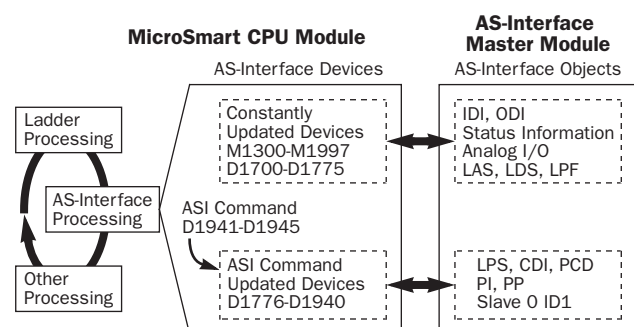 MicroSmart CPU Module
AS-Interface
Master Module
AS-Interface Devices
AS-Interface Objects
Ladder
Processing
AS-Interface
Processing
Other
Processing
Constantly
Updated Devices
M1300-M1997
D1700-D1775
IDI, ODI
Status Information
Analog I/O
LAS, LDS, LPF
ASI Command
D1941-D1945
ASI Command
Updated Devices
D1776-D1940
LPS, CDI, PCD
PI, PP
Slave 0 ID1